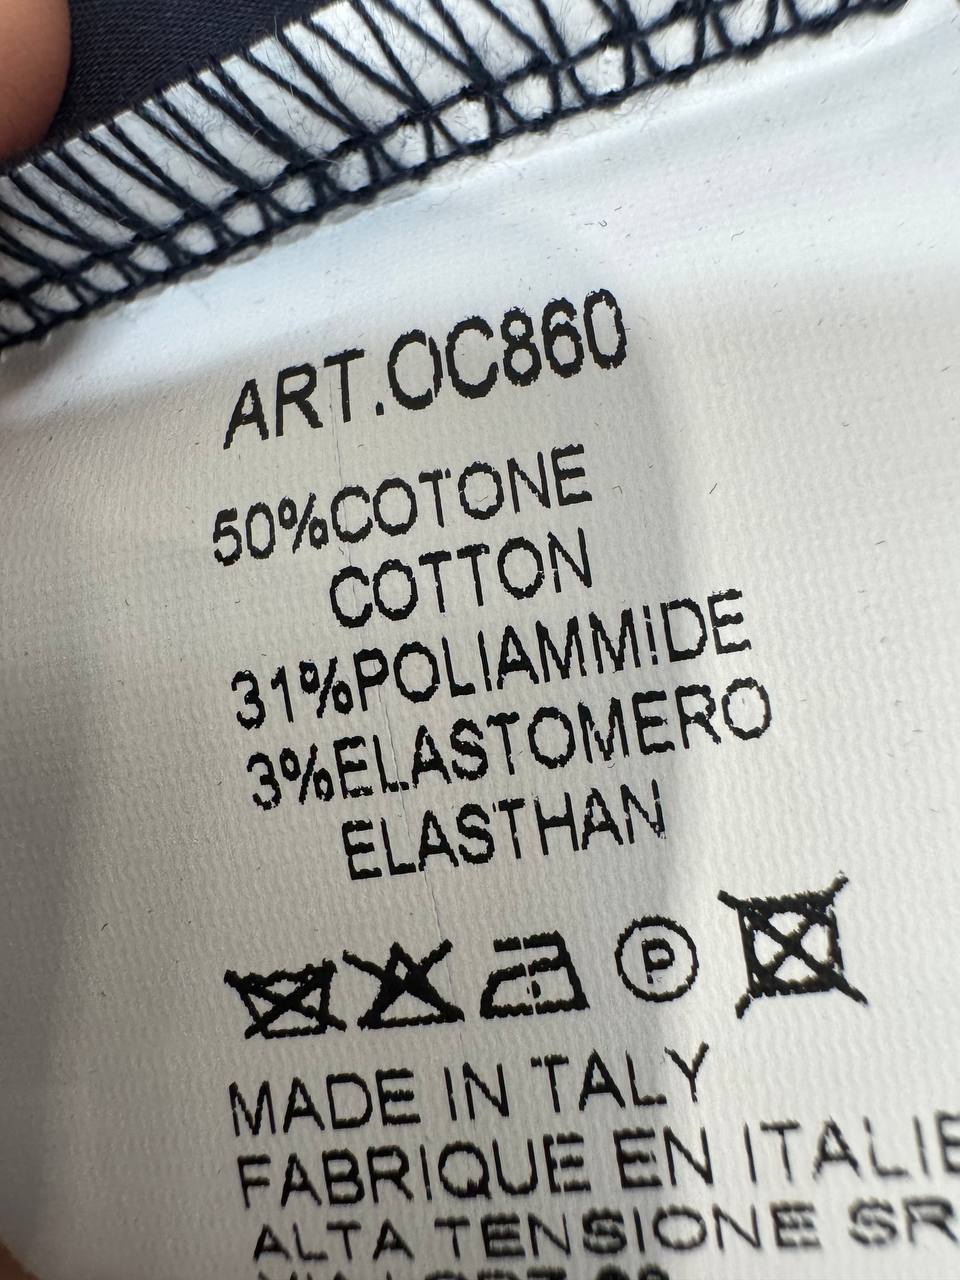 ART.OC860
50%COTONE
COTTON
31%POLIAMMIDE
3%ELASTOMERO
ELASTHAN
P
MADE IN TALY
FABRIQUE EN ITALIE
ALTA TENSIONE SR